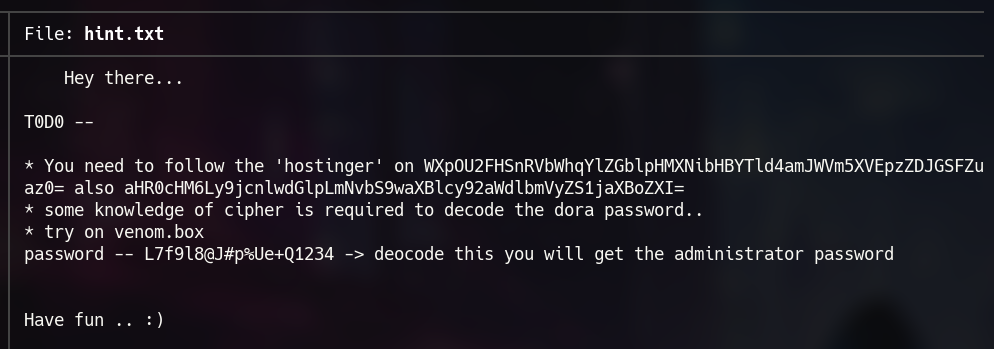 File: hint.txt
Hey there...
T0D0 --
* You need to follow the 'hostinger' on WXpOU2FHSnRVbWhqYlZGblpHMXNibHBYTld4amJWVm5XVEpzZDJGSFZu
az0= also aHR0cHM6Ly9jcnlwdGlpLmNvbS9waXBlcy92aWdlbmVyZS1jaXBoZXI=
* some knowledge of cipher is required to decode the dora password..
* try on venom.box
password -- L7f9l8@J#p%Ue+Q1234 -> deocode this you will get the administrator password
Have fun .. :)